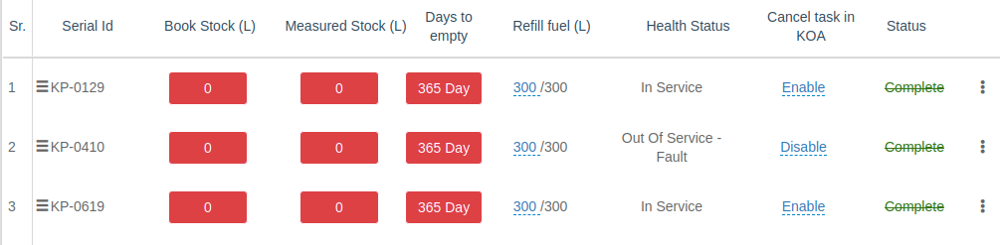 Sr. Serial Id Book Stock (L) Measured Stock (L) Days to empty Refill fuel (L) Health Status Cancel task in KOA Status
1 KP-0129 0 0 365 Day 300 /300 In Service Enable Complete
2 KP-0410 0 0 365 Day 300 /300 Out Of Service - Fault Disable Complete
3 KP-0619 0 0 365 Day 300 /300 In Service Enable Complete